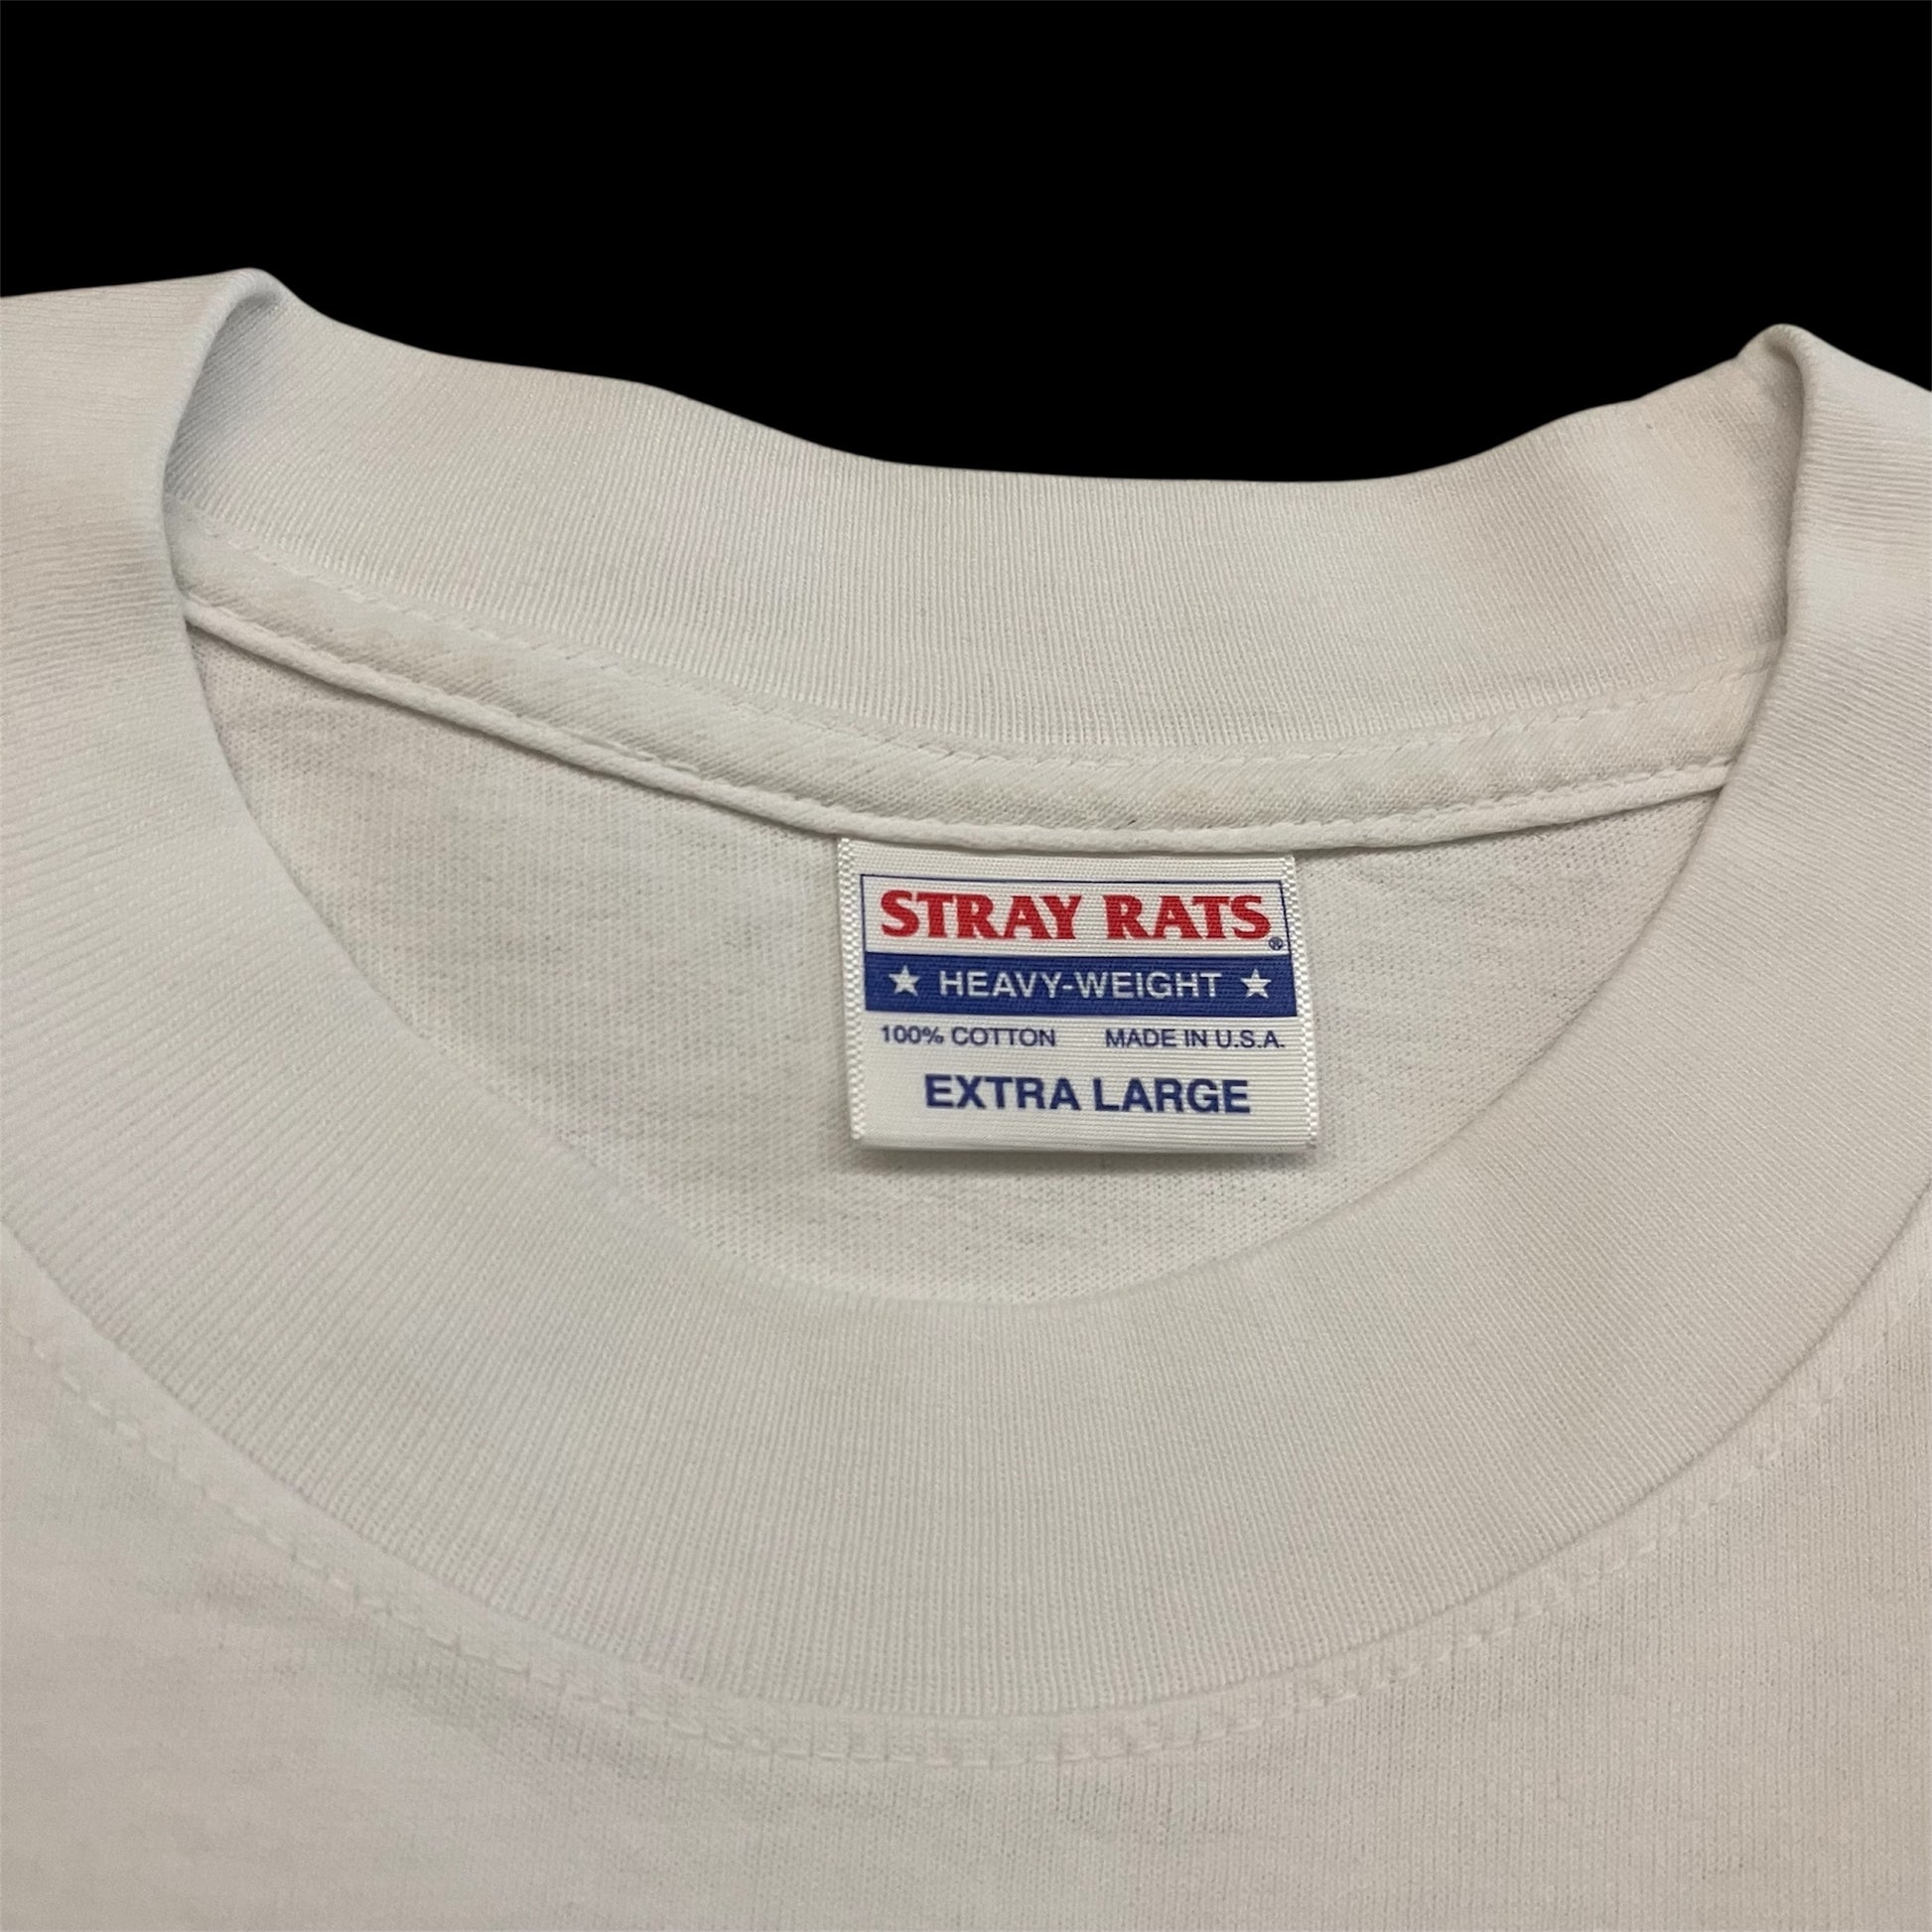 STRAY RATS®
★ HEAVY-WEIGHT ★
100% COTTON MADE IN U.S.A.
EXTRA LARGE